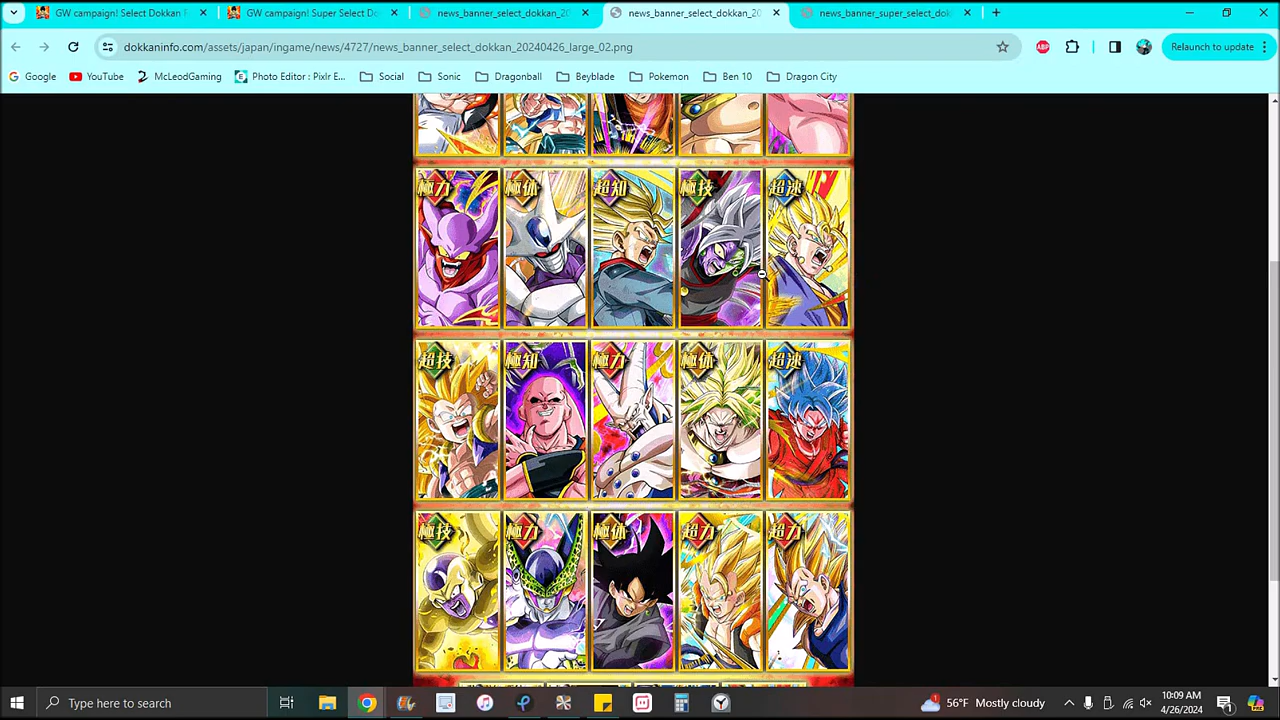 GW campaign! Select Dokkan F
GW campaign! Super Select Do
news_banner_select_dokkan_20
news_banner_select_dokkan_20
news_banner_super_select_dok
dokkaninfo.com/assets/japan/ingame/news/4727/news_banner_select_dokkan_20240426_large_02.png
ABP
Relaunch to update
Google
YouTube
McLeodGaming
Photo Editor : Pixlr E...
Social
Sonic
Dragonball
Beyblade
Pokemon
Ben 10
Dragon City
極力 極体 超知 極技 超速
超技 極知 極力 極体 超速
極技 極力 極体 超力 超力
Type here to search
56°F Mostly cloudy
10:09 AM
4/26/2024